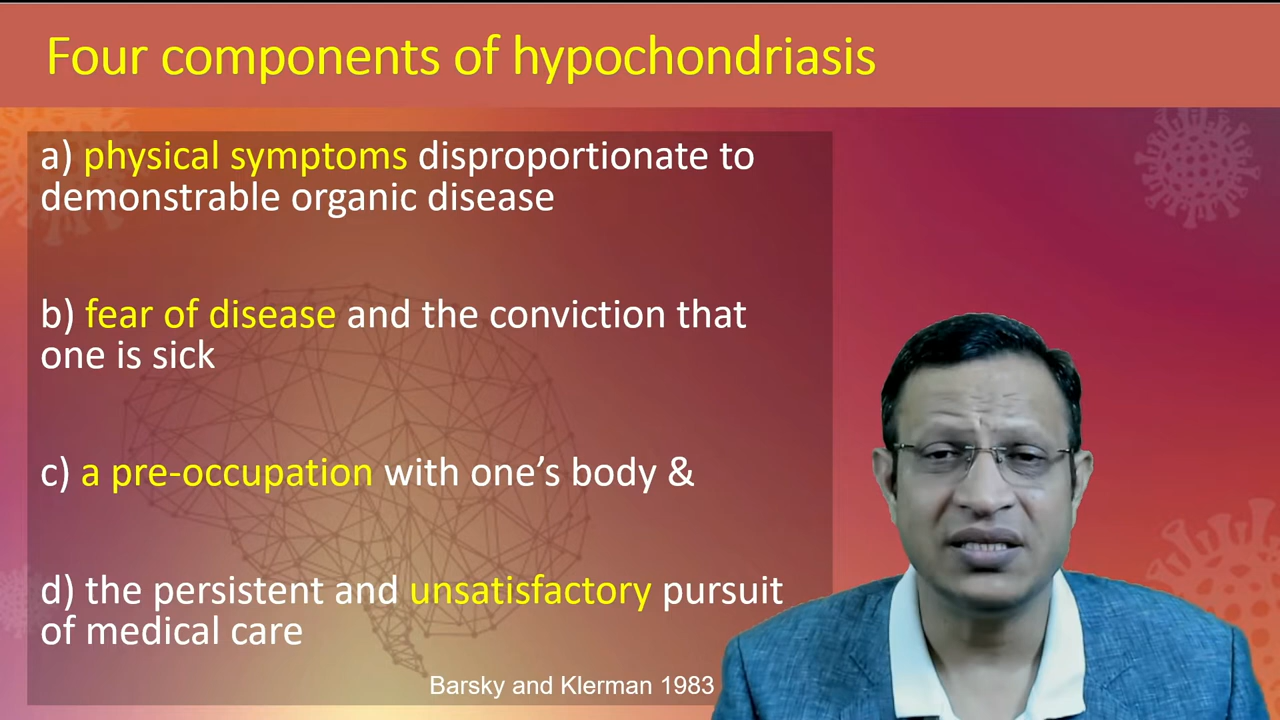 Four components of hypochondriasis
a) physical symptoms disproportionate to
demonstrable organic disease
b) fear of disease and the conviction that
one is sick
c) a pre-occupation with one’s body &
d) the persistent and unsatisfactory pursuit
of medical care
Barsky and Klerman 1983